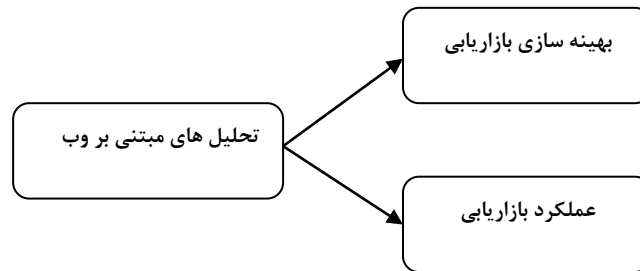 بهینه سازی بازاریابی
تحلیل های مبتنی بر وب
عملکرد بازاریابی